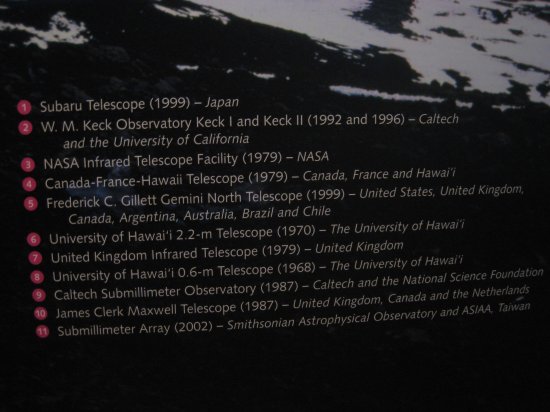 1 Subaru Telescope (1999) – Japan
2 W. M. Keck Observatory Keck I and Keck II (1992 and 1996) – Caltech
and the University of California
3 NASA Infrared Telescope Facility (1979) – NASA
4 Canada-France-Hawaii Telescope (1979) – Canada, France and Hawai‘i
5 Frederick C. Gillett Gemini North Telescope (1999) – United States, United Kingdom,
Canada, Argentina, Australia, Brazil and Chile
6 University of Hawai‘i 2.2-m Telescope (1970) – The University of Hawai‘i
7 United Kingdom Infrared Telescope (1979) – United Kingdom
8 University of Hawai‘i 0.6-m Telescope (1968) – The University of Hawai‘i
9 Caltech Submillimeter Observatory (1987) – Caltech and the National Science Foundation
10 James Clerk Maxwell Telescope (1987) – United Kingdom, Canada and the Netherlands
11 Submillimeter Array (2002) – Smithsonian Astrophysical Observatory and ASIAA, Taiwan